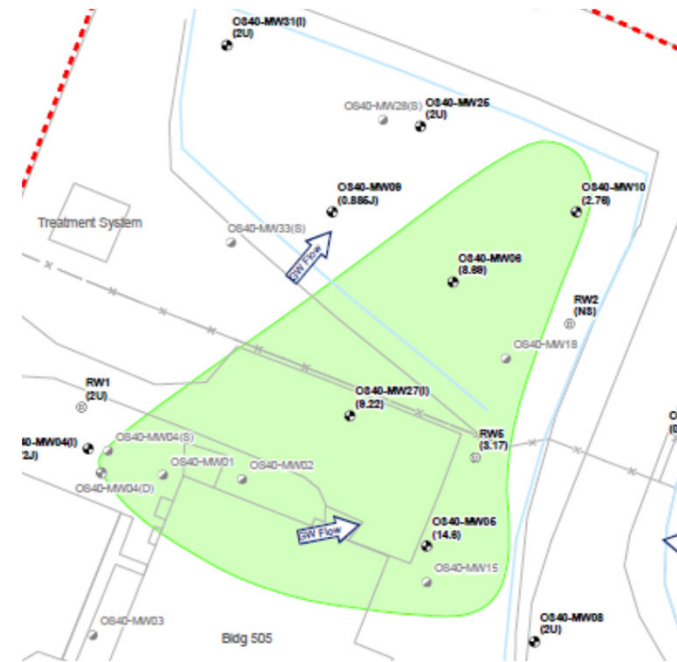 OS40-MW31(I)
(2U)
OS40-MW28(S)
OS40-MW25
(2U)
OS40-MW09
(0.885J)
OS40-MW10
(2.76)
Treatment System
OS40-MW33(S)
GW Flow
OS40-MW06
(8.69)
RW2
(NS)
OS40-MW18
RW1
(2U)
OS40-MW27(I)
(9.22)
OS40-MW04(S)
RW5
(3.17)
OS40-MW01
OS40-MW02
OS40-MW04(D)
GW Flow
OS40-MW05
(14.6)
OS40-MW15
OS40-MW03
Bldg 505
OS40-MW08
(2U)